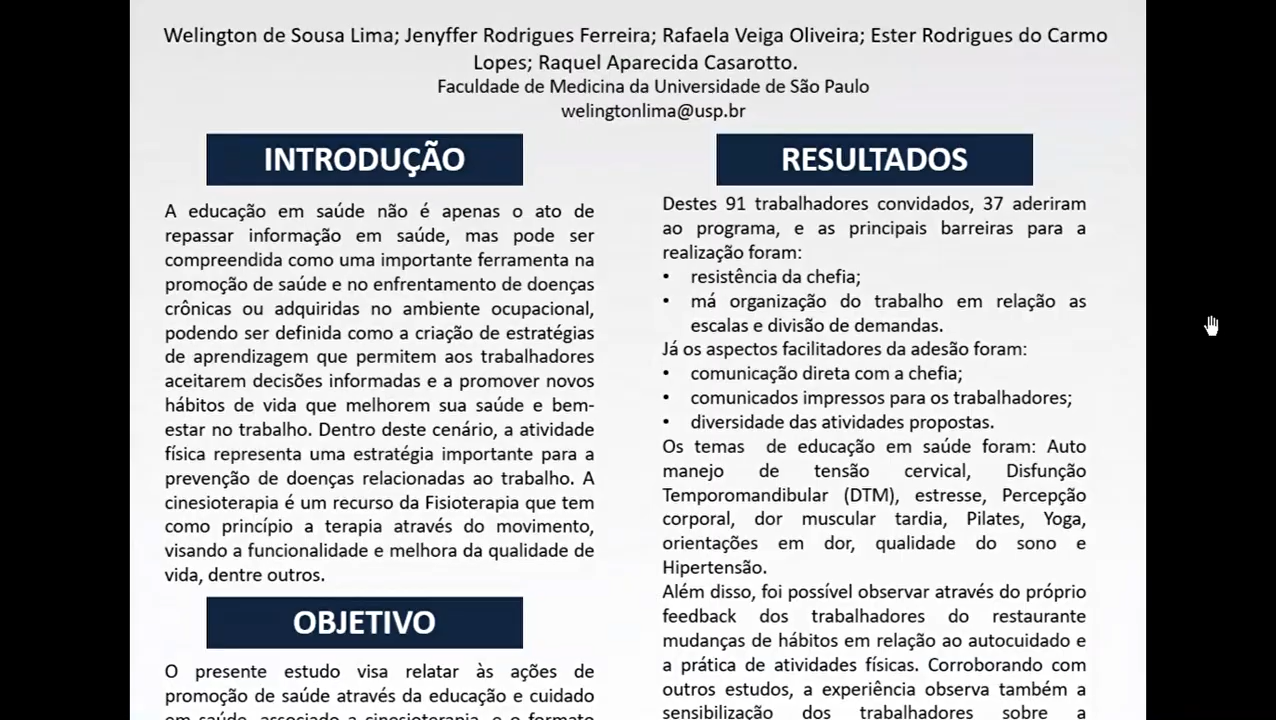 Welington de Sousa Lima; Jenyffer Rodrigues Ferreira; Rafaela Veiga Oliveira; Ester Rodrigues do Carmo
Lopes; Raquel Aparecida Casarotto.
Faculdade de Medicina da Universidade de São Paulo
welingtonlima@usp.br
INTRODUÇÃO
A educação em saúde não é apenas o ato de
repassar informação em saúde, mas pode ser
compreendida como uma importante ferramenta na
promoção de saúde e no enfrentamento de doenças
crônicas ou adquiridas no ambiente ocupacional,
podendo ser definida como a criação de estratégias
de aprendizagem que permitem aos trabalhadores
aceitarem decisões informadas e a promover novos
hábitos de vida que melhorem sua saúde e bem-
estar no trabalho. Dentro deste cenário, a atividade
física representa uma estratégia importante para a
prevenção de doenças relacionadas ao trabalho. A
cinesioterapia é um recurso da Fisioterapia que tem
como princípio a terapia através do movimento,
visando a funcionalidade e melhora da qualidade de
vida, dentre outros.
OBJETIVO
O presente estudo visa relatar às ações de
promoção de saúde através da educação e cuidado
em saúde, associado a cinesioterapia, e o formato
RESULTADOS
Destes 91 trabalhadores convidados, 37 aderiram
ao programa, e as principais barreiras para a
realização foram:
• resistência da chefia;
• má organização do trabalho em relação as
escalas e divisão de demandas.
Já os aspectos facilitadores da adesão foram:
• comunicação direta com a chefia;
• comunicados impressos para os trabalhadores;
• diversidade das atividades propostas.
Os temas de educação em saúde foram: Auto
manejo de tensão cervical, Disfunção
Temporomandibular (DTM), estresse, Percepção
corporal, dor muscular tardia, Pilates, Yoga,
orientações em dor, qualidade do sono e
Hipertensão.
Além disso, foi possível observar através do próprio
feedback dos trabalhadores do restaurante
mudanças de hábitos em relação ao autocuidado e
a prática de atividades físicas. Corroborando com
outros estudos, a experiência observa também a
sensibilização dos trabalhadores sobre a